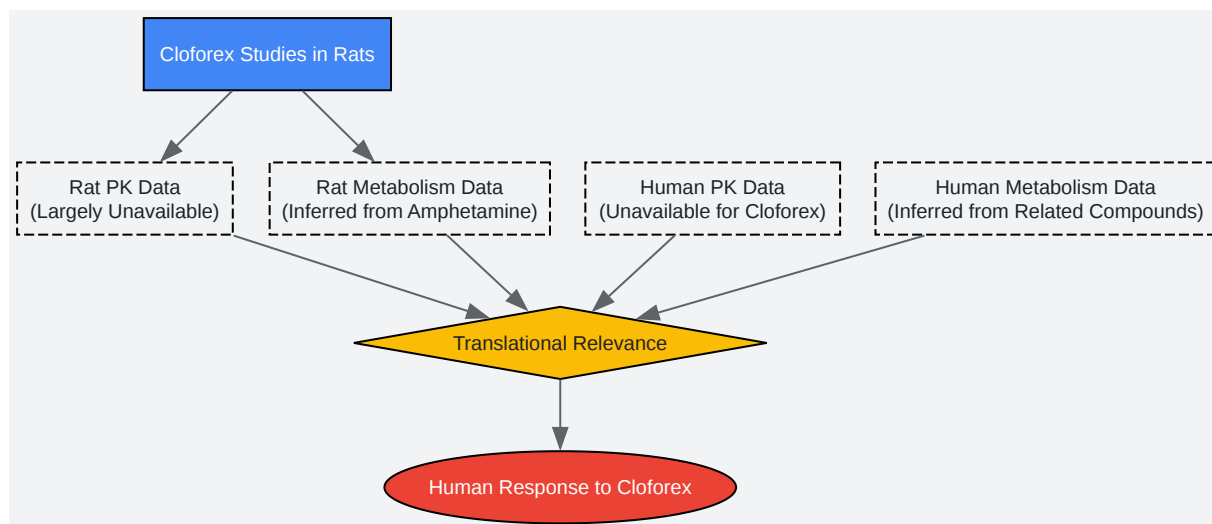 Cloforex Studies in Rats
Rat PK Data
(Largely Unavailable)
Rat Metabolism Data
(Inferred from Amphetamine)
Human PK Data
(Unavailable for Cloforex)
Human Metabolism Data
(Inferred from Related Compounds)
Translational Relevance
Human Response to Cloforex